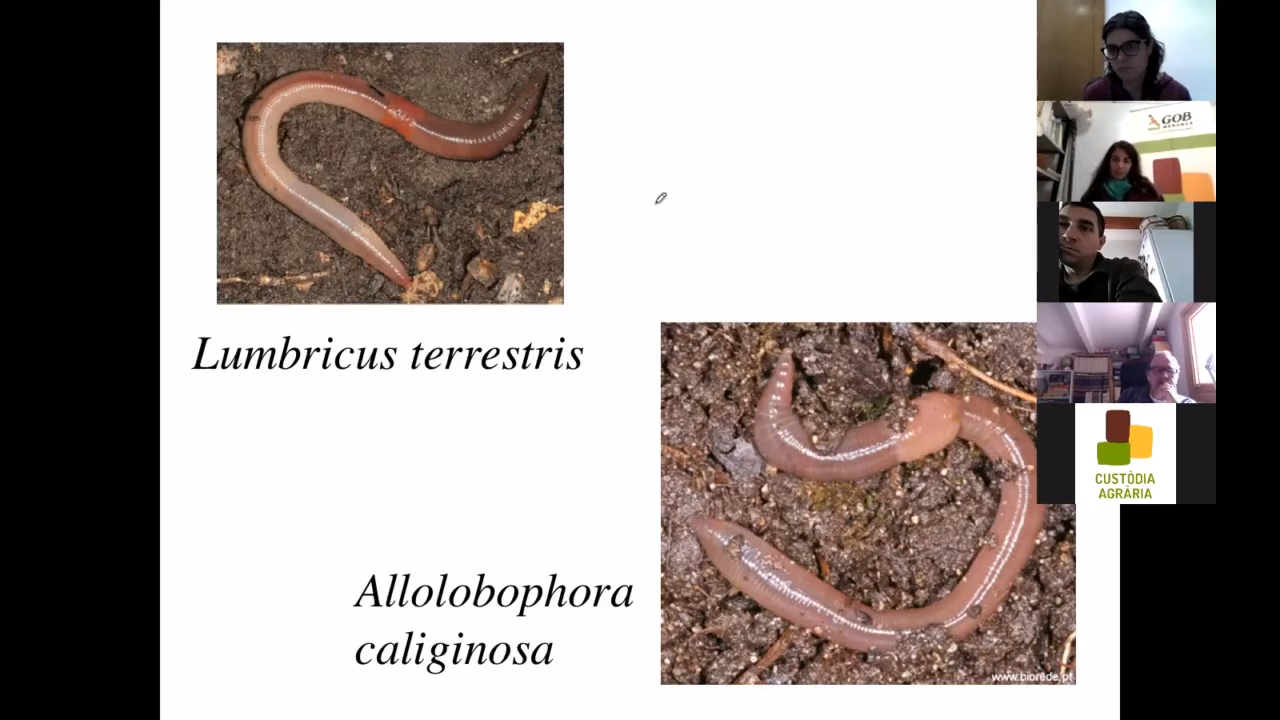 Lumbricus terrestris
Allolobophora
caliginosa
www.biorede.pt
GOB
MENORCA
CUSTÒDIA
AGRÀRIA